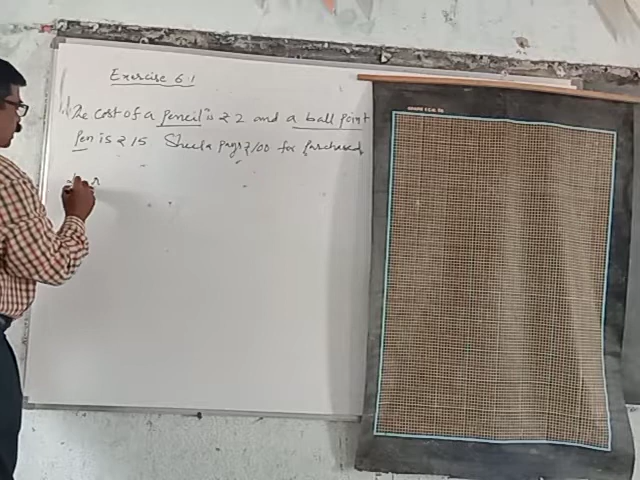 Exercise 6.1
The cost of a pencil is ₹ 2 and a ball point
Pen is ₹ 15 Sheela pays ₹ 100 for